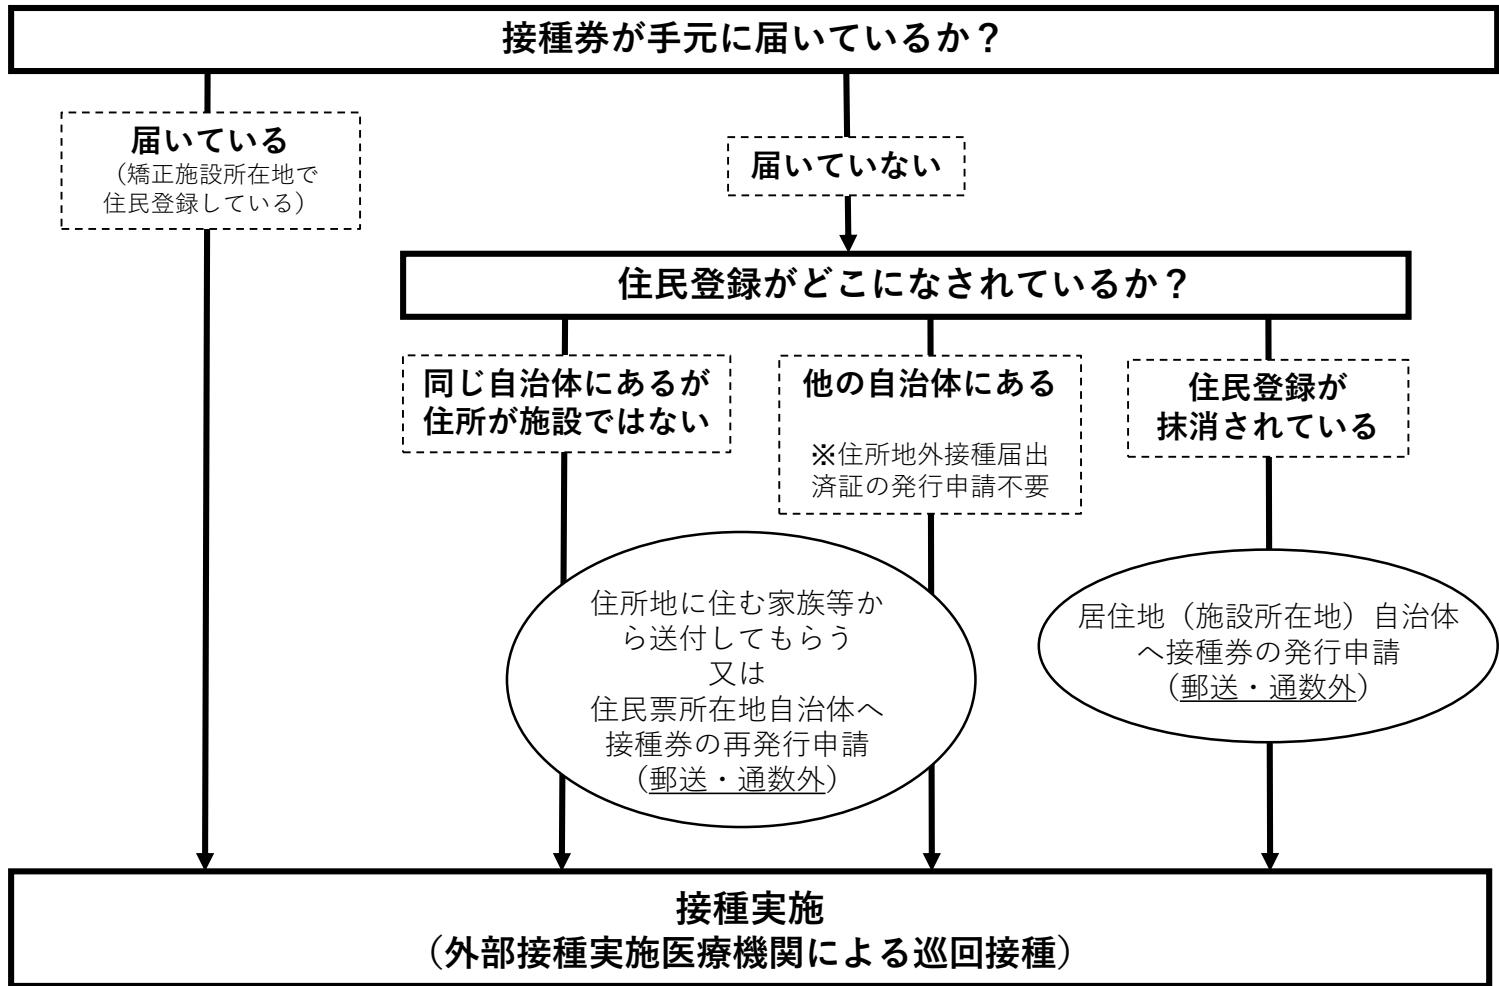 接種券が手元に届いているか？
届いている
（矯正施設所在地で
住民登録している）
届いていない
住民登録がどこになされているか？
同じ自治体にあるが
住所が施設ではない
他の自治体にある
※住所地外接種届出
済証の発行申請不要
住民登録が
抹消されている
住所地に住む家族等か
ら送付してもらう
又は
住民票所在地自治体へ
接種券の再発行申請
（郵送・通数外）
居住地（施設所在地）自治体
へ接種券の発行申請
（郵送・通数外）
接種実施
（外部接種実施医療機関による巡回接種）